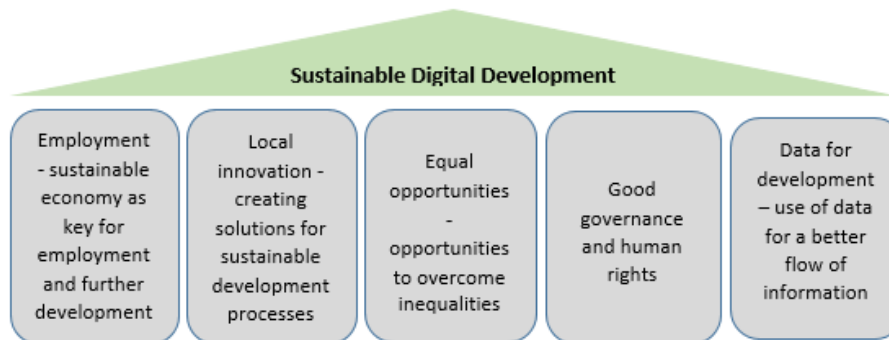 Sustainable Digital Development
Employment
- sustainable
economy as
key for
employment
and further
development
Local
innovation -
creating
solutions for
sustainable
development
processes
Equal
opportunities
-
opportunities
to overcome
inequalities
Good
governance
and human
rights
Data for
development
– use of data
for a better
flow of
information